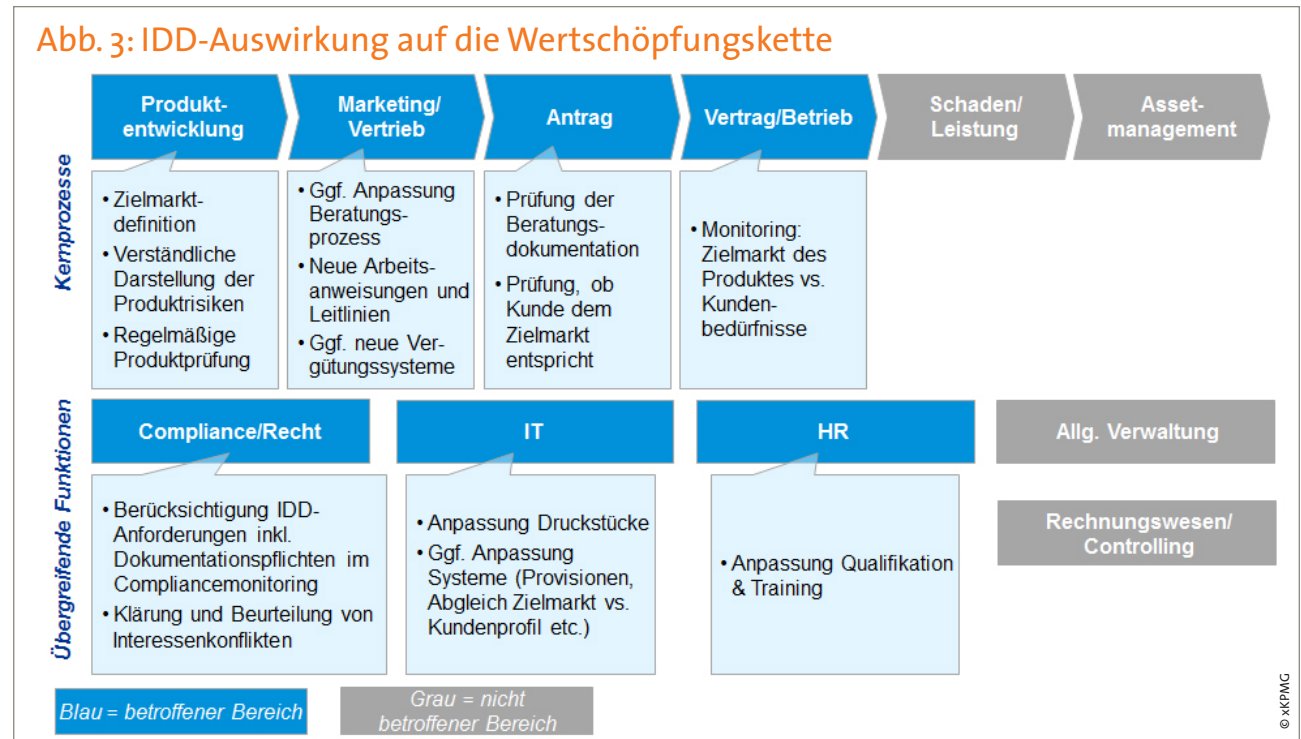 Abb. 3: IDD-Auswirkung auf die Wertschöpfungskette
Kernprozesse
Produkt-
entwicklung
Marketing/
Vertrieb
Antrag
Vertrag/Betrieb
Schaden/
Leistung
Asset-
management
• Zielmarkt-
definition
• Verständliche
Darstellung der
Produktrisiken
• Regelmäßige
Produktprüfung
• Ggf. Anpassung
Beratungs-
prozess
• Neue Arbeits-
anweisungen und
Leitlinien
• Ggf. neue Ver-
gütungssysteme
• Prüfung der
Beratungs-
dokumentation
• Prüfung, ob
Kunde dem
Zielmarkt
entspricht
• Monitoring:
Zielmarkt des
Produktes vs.
Kunden-
bedürfnisse
Übergreifende Funktionen
Compliance/Recht
IT
HR
Allg. Verwaltung
Rechnungswesen/
Controlling
• Berücksichtigung IDD-
Anforderungen inkl.
Dokumentationspflichten im
Compliancemonitoring
• Klärung und Beurteilung von
Interessenkonflikten
• Anpassung Druckstücke
• Ggf. Anpassung
Systeme (Provisionen,
Abgleich Zielmarkt vs.
Kundenprofil etc.)
• Anpassung Qualifikation
& Training
Blau = betroffener Bereich
Grau = nicht
betroffener Bereich
© xKPMG